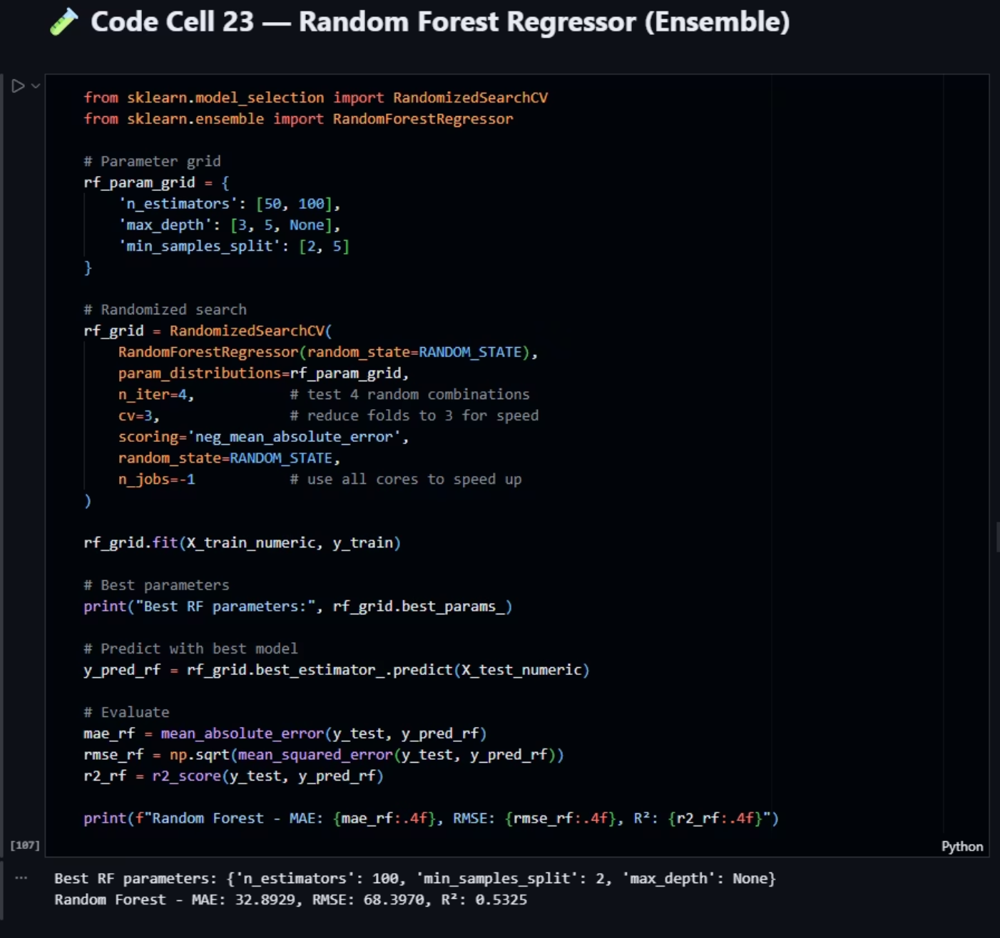 Code Cell 23 — Random Forest Regressor (Ensemble)
from sklearn.model_selection import RandomizedSearchCV
from sklearn.ensemble import RandomForestRegressor
# Parameter grid
rf_param_grid = {
    'n_estimators': [50, 100],
    'max_depth': [3, 5, None],
    'min_samples_split': [2, 5]
}
# Randomized search
rf_grid = RandomizedSearchCV(
    RandomForestRegressor(random_state=RANDOM_STATE),
    param_distributions=rf_param_grid,
    n_iter=4,           # test 4 random combinations
    cv=3,               # reduce folds to 3 for speed
    scoring='neg_mean_absolute_error',
    random_state=RANDOM_STATE,
    n_jobs=-1           # use all cores to speed up
)
rf_grid.fit(X_train_numeric, y_train)
# Best parameters
print("Best RF parameters:", rf_grid.best_params_)
# Predict with best model
y_pred_rf = rf_grid.best_estimator_.predict(X_test_numeric)
# Evaluate
mae_rf = mean_absolute_error(y_test, y_pred_rf)
rmse_rf = np.sqrt(mean_squared_error(y_test, y_pred_rf))
r2_rf = r2_score(y_test, y_pred_rf)
print(f"Random Forest - MAE: {mae_rf:.4f}, RMSE: {rmse_rf:.4f}, R²: {r2_rf:.4f}")
[107]
Python
Best RF parameters: {'n_estimators': 100, 'min_samples_split': 2, 'max_depth': None}
Random Forest - MAE: 32.8929, RMSE: 68.3970, R²: 0.5325